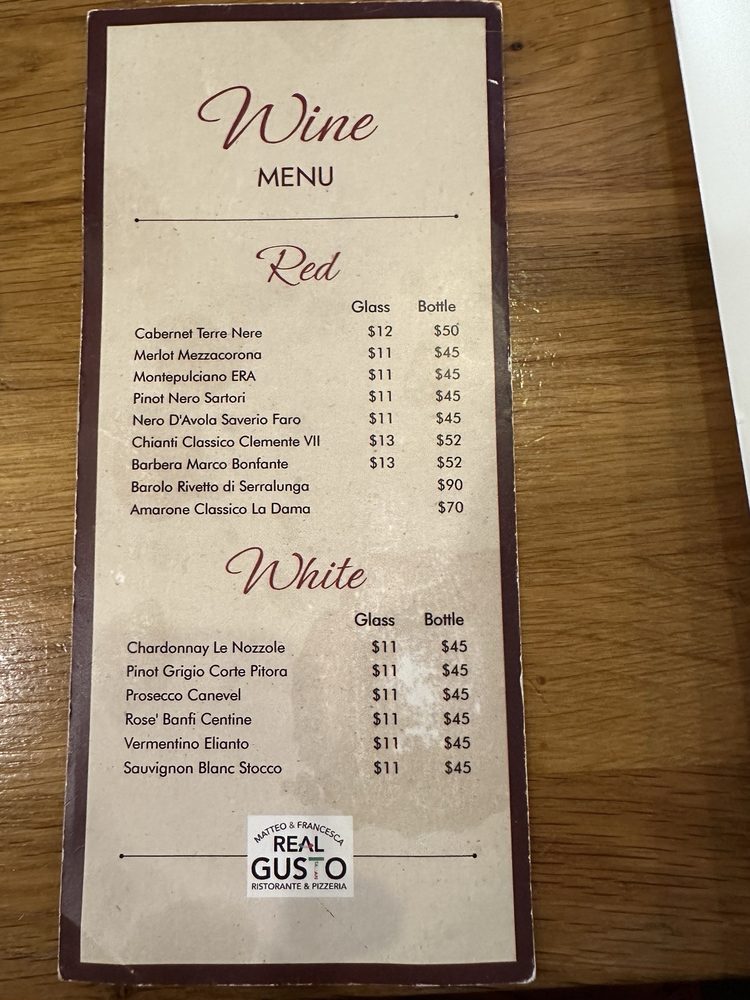 Wine
MENU
Red
Glass Bottle
Cabernet Terre Nere $12 $50
Merlot Mezzacorona $11 $45
Montepulciano ERA $11 $45
Pinot Nero Sartori $11 $45
Nero D'Avola Saverio Faro $11 $45
Chianti Classico Clemente VII $13 $52
Barbera Marco Bonfante $13 $52
Barolo Rivetto di Serralunga $90
Amarone Classico La Dama $70
White
Glass Bottle
Chardonnay Le Nozzole $11 $45
Pinot Grigio Corte Pitora $11 $45
Prosecco Canevel $11 $45
Rose' Banfi Centine $11 $45
Vermentino Elianto $11 $45
Sauvignon Blanc Stocco $11 $45
MATTEO & FRANCESCA
REAL
GUSTO
RISTORANTE & PIZZERIA